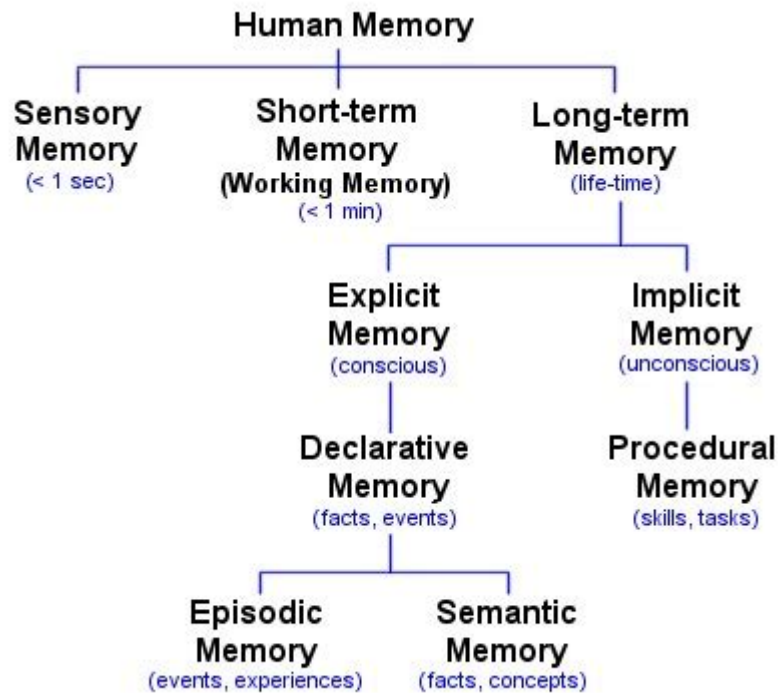 Human Memory
Sensory
Memory
(< 1 sec)
Short-term
Memory
(Working Memory)
(< 1 min)
Long-term
Memory
(life-time)
Explicit
Memory
(conscious)
Implicit
Memory
(unconscious)
Declarative
Memory
(facts, events)
Procedural
Memory
(skills, tasks)
Episodic
Memory
(events, experiences)
Semantic
Memory
(facts, concepts)